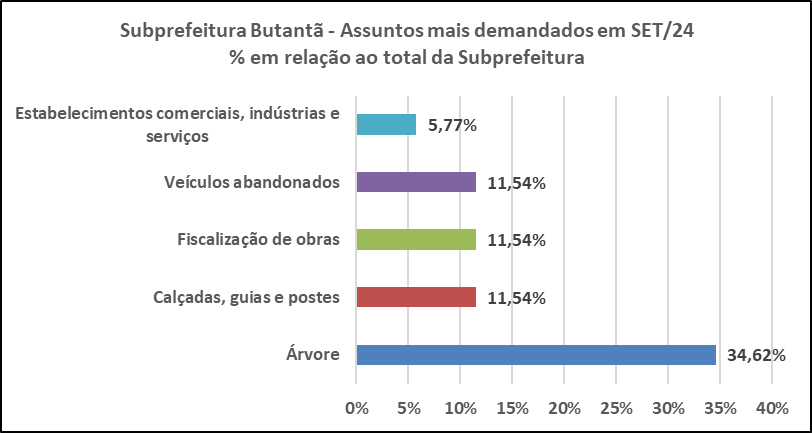 Subprefeitura Butantã - Assuntos mais demandados em SET/24
% em relação ao total da Subprefeitura
Estabelecimentos comerciais, indústrias e
serviços
5,77%
Veículos abandonados
11,54%
Fiscalização de obras
11,54%
Calçadas, guias e postes
11,54%
Árvore
34,62%
0% 5% 10% 15% 20% 25% 30% 35% 40%